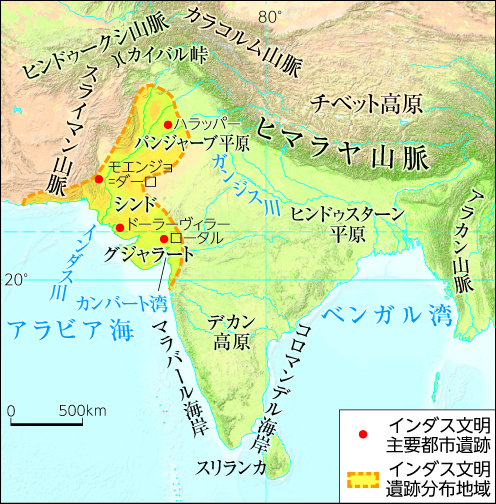 80°
カラコルム山脈
ヒンドゥークシ山脈
カイバル峠
スライマン山脈
チベット高原
ハラッパー
パンジャーブ平原
ヒマラヤ山脈
モエンジョ
=ダーロ
ガンジス川
シンド
ヒンドゥスターン
平原
アラカン山脈
ドーラーヴィラー
ロータル
グジャラート
インダス川
20°
カンバート湾
アラビア海
デカン
高原
ベンガル湾
マラバール海岸
コロマンデル海岸
スリランカ
0 500km
インダス文明
主要都市遺跡
インダス文明
遺跡分布地域